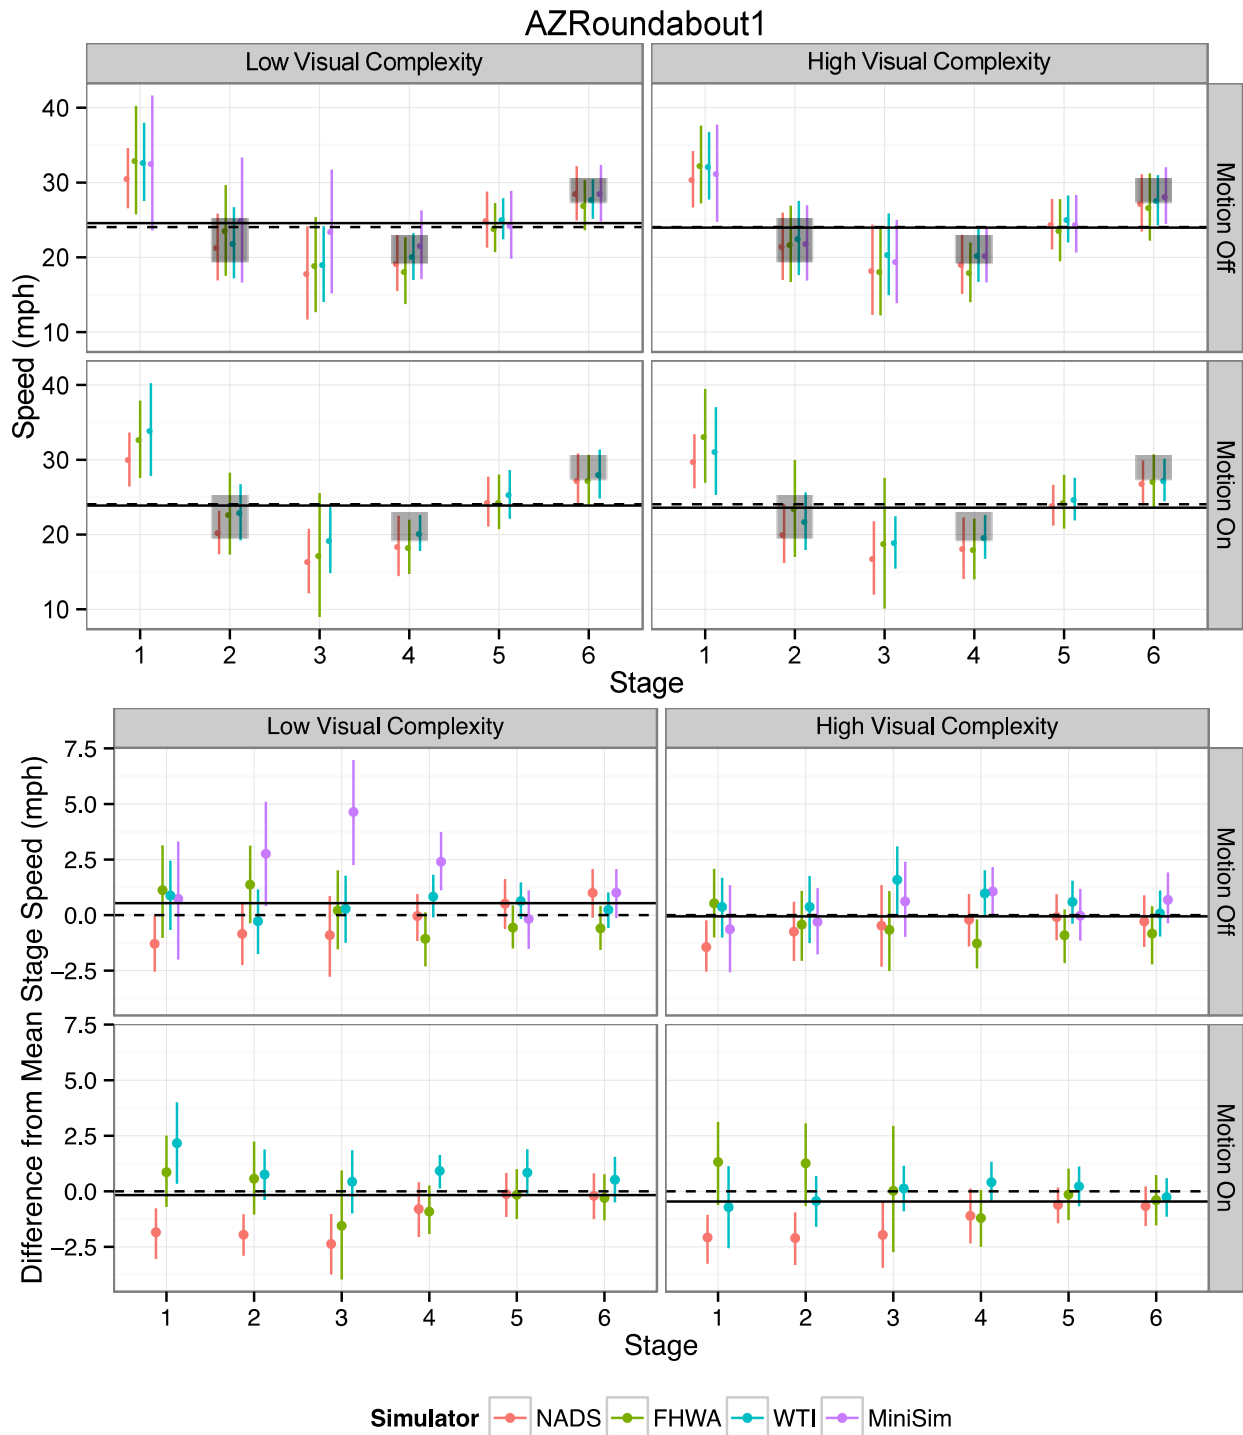 AZRoundabout1
Low Visual Complexity
High Visual Complexity
Speed (mph)
40
30
20
10
Motion Off
40
30
20
10
Motion On
1 2 3 4 5 6
1 2 3 4 5 6
Stage
Low Visual Complexity
High Visual Complexity
Difference from Mean Stage Speed (mph)
7.5
5.0
2.5
0.0
−2.5
Motion Off
7.5
5.0
2.5
0.0
−2.5
Motion On
1 2 3 4 5 6
1 2 3 4 5 6
Stage
Simulator NADS FHWA WTI MiniSim